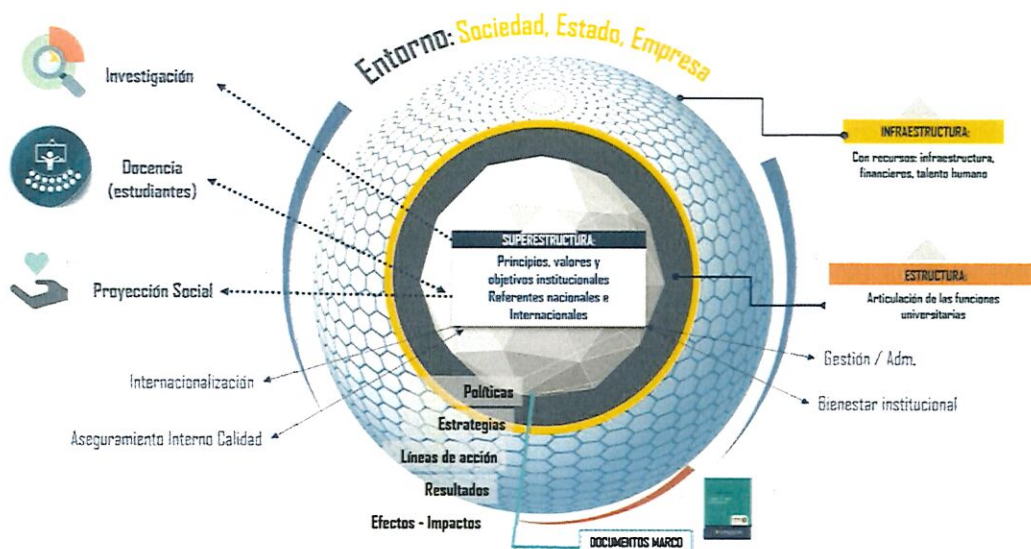 Entorno: Sociedad, Estado, Empresa
Investigación
Docencia
(estudiantes)
Proyección Social
Internacionalización
Aseguramiento Interno Calidad
SUPERESTRUCTURA:
Principios, valores y
objetivos institucionales
Referentes nacionales e
Internacionales
Políticas
Estrategias
Líneas de acción
Resultados
Efectos - Impactos
DOCUMENTOS MARCO
INFRAESTRUCTURA:
Con recursos: infraestructura,
financieros, talento humano
ESTRUCTURA:
Articulación de las funciones
universitarias
Gestión / Adm.
Bienestar institucional